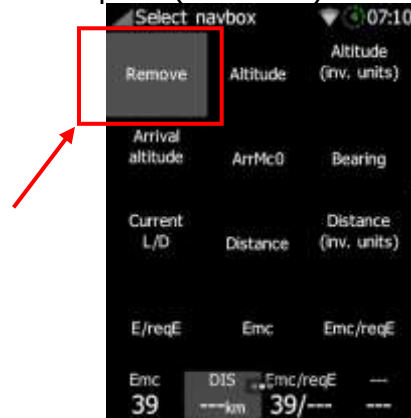 Select navbox 07:10
Remove Altitude Altitude (inv. units)
Arrival altitude ArrMc0 Bearing
Current L/D Distance Distance (inv. units)
E/reqE Emc Emc/reqE
Emc DIS Emc/reqE ---
39 ---km 39/--- ---